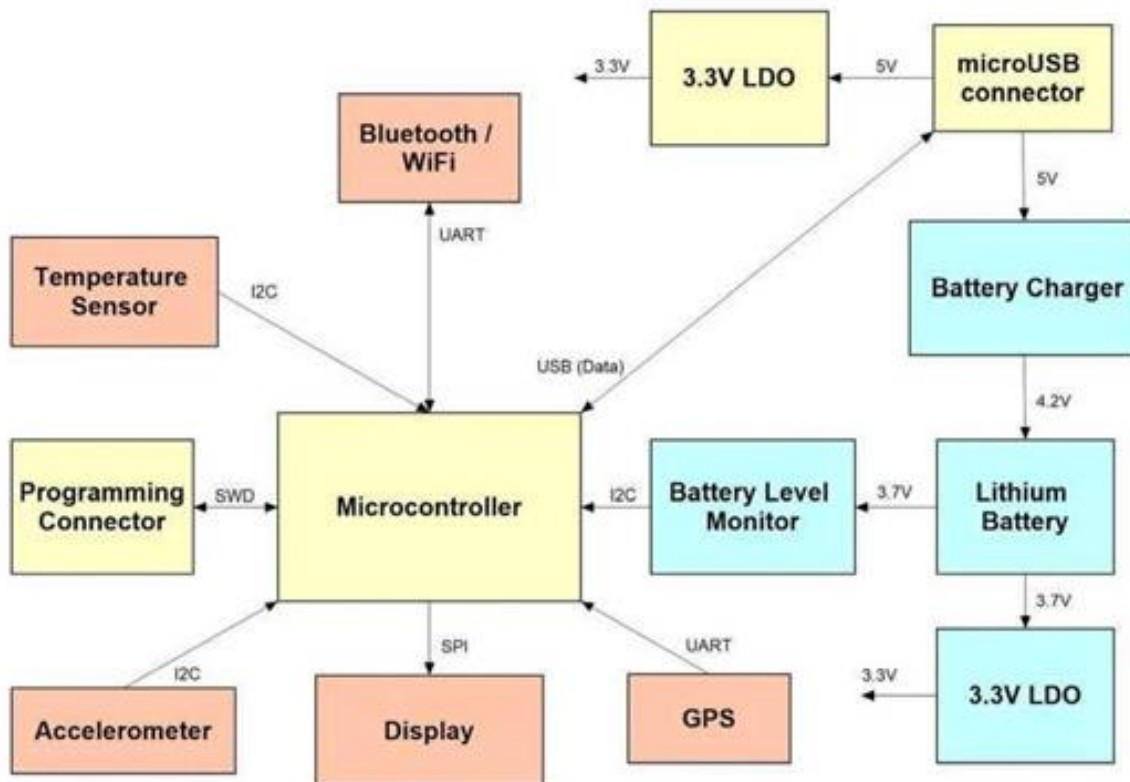 3.3V
3.3V LDO
5V
microUSB
connector
Bluetooth /
WiFi
5V
UART
Temperature
Sensor
I2C
Battery Charger
USB (Data)
4.2V
Programming
Connector
SWD
Microcontroller
I2C
Battery Level
Monitor
3.7V
Lithium
Battery
3.7V
SPI
UART
I2C
3.3V
3.3V LDO
Accelerometer
Display
GPS